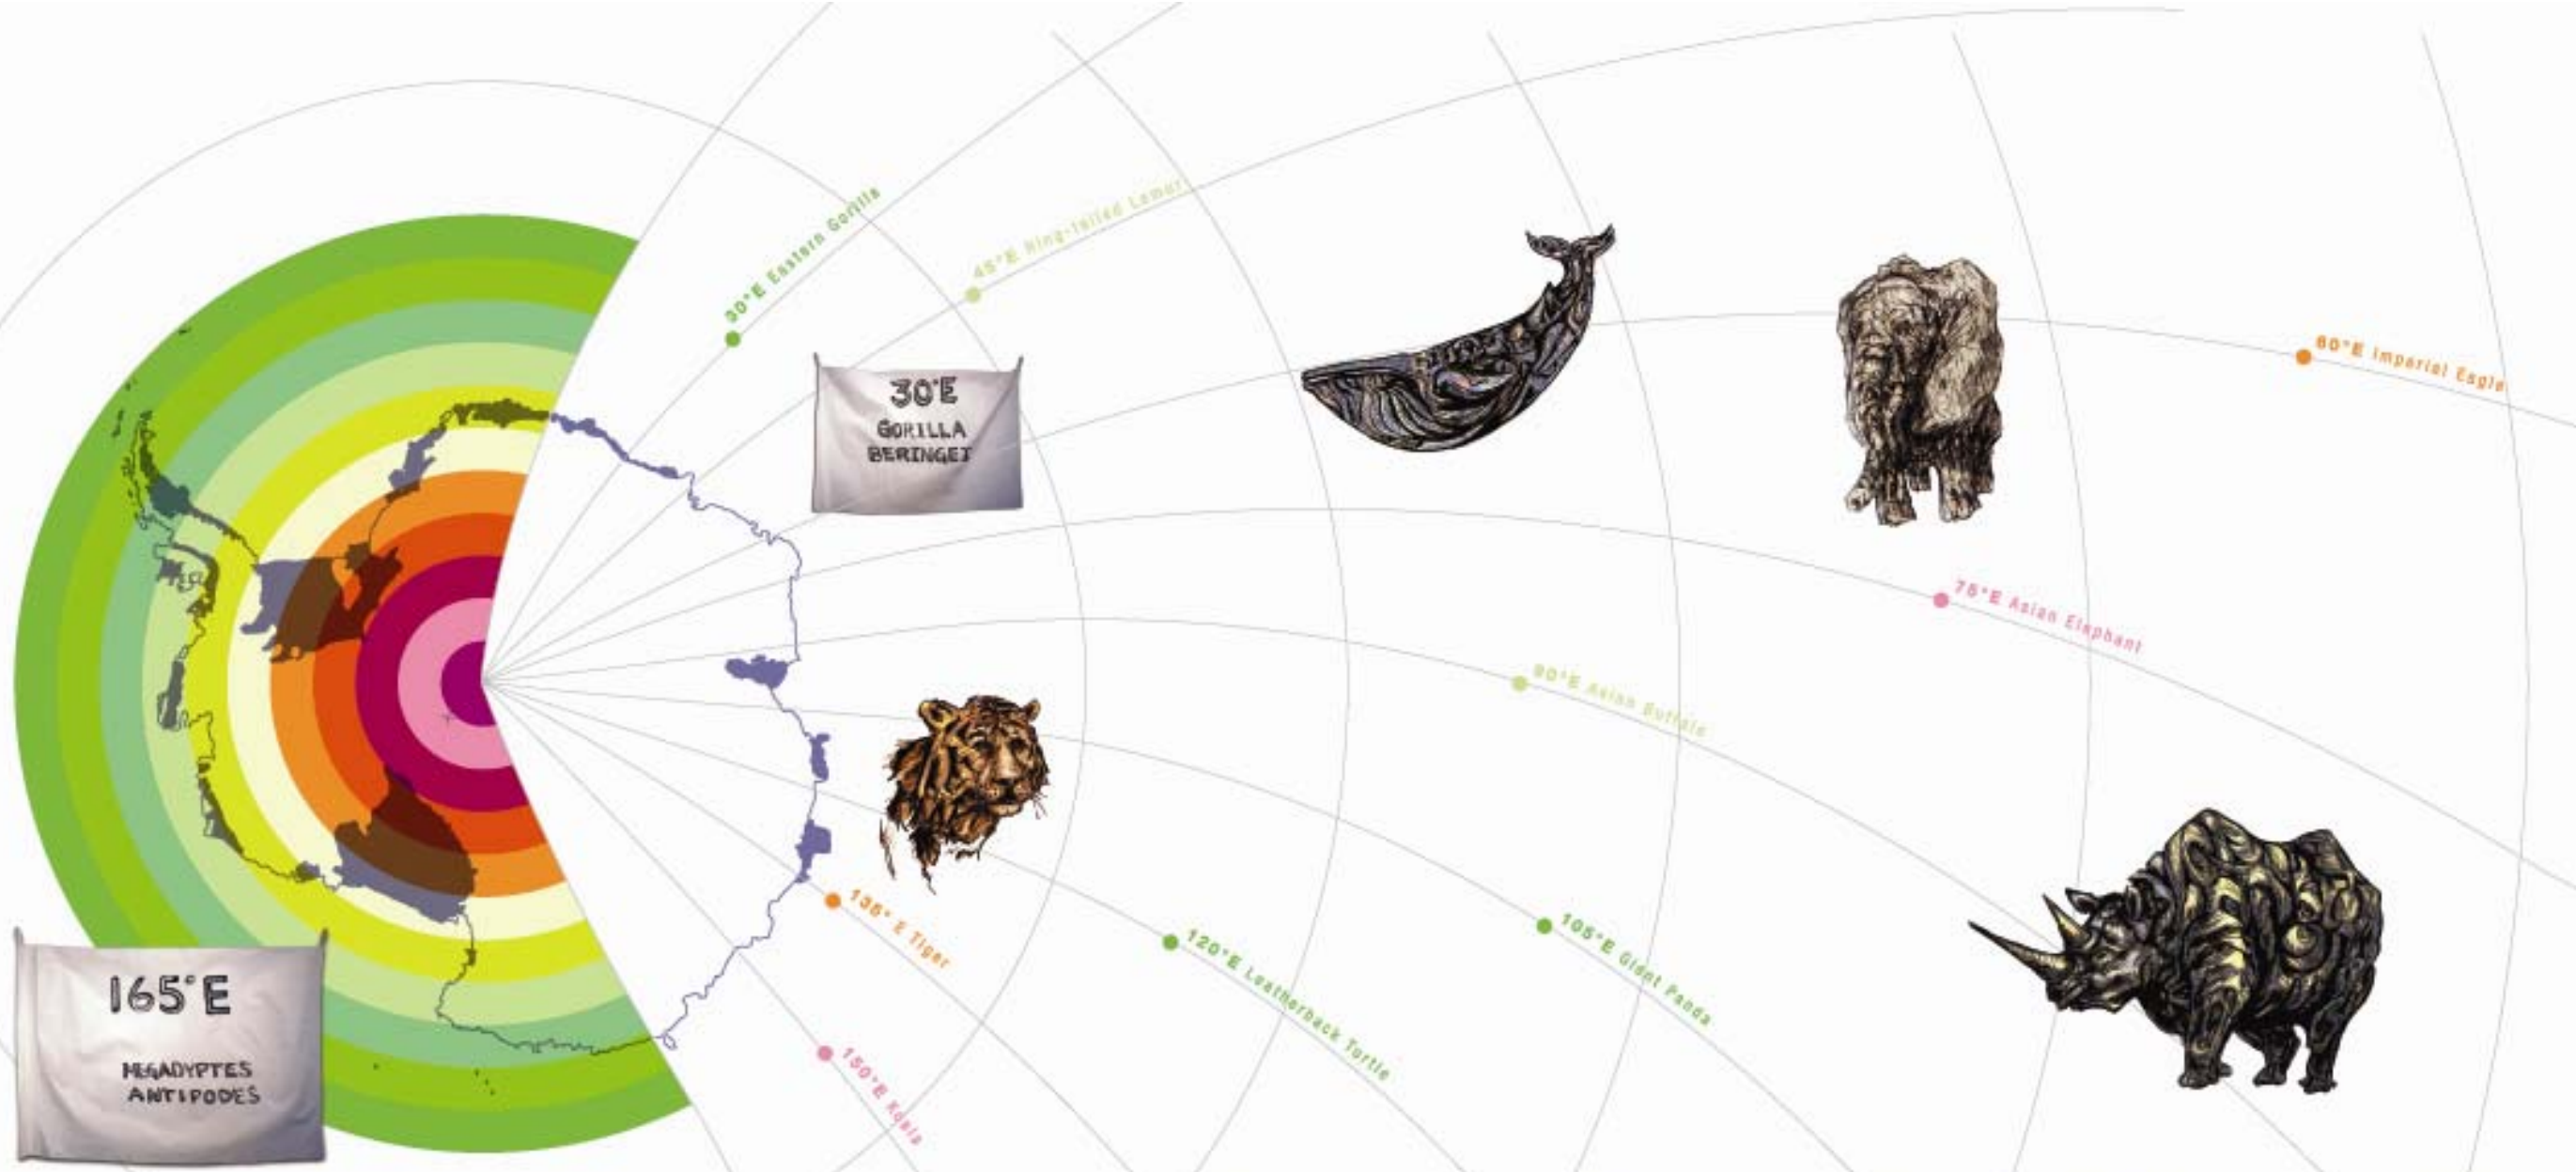 30°E Eastern Gorilla
45°E Ring-tailed Lemur
30°E
GORILLA
BERINGEI
60°E Imperial Eagle
75°E Asian Elephant
90°E Asian Buffalo
135° E Tiger
120°E Leatherback Turtle
105°E Giant Panda
150°E Koala
165°E
MEGADYPTES
ANTIPODES